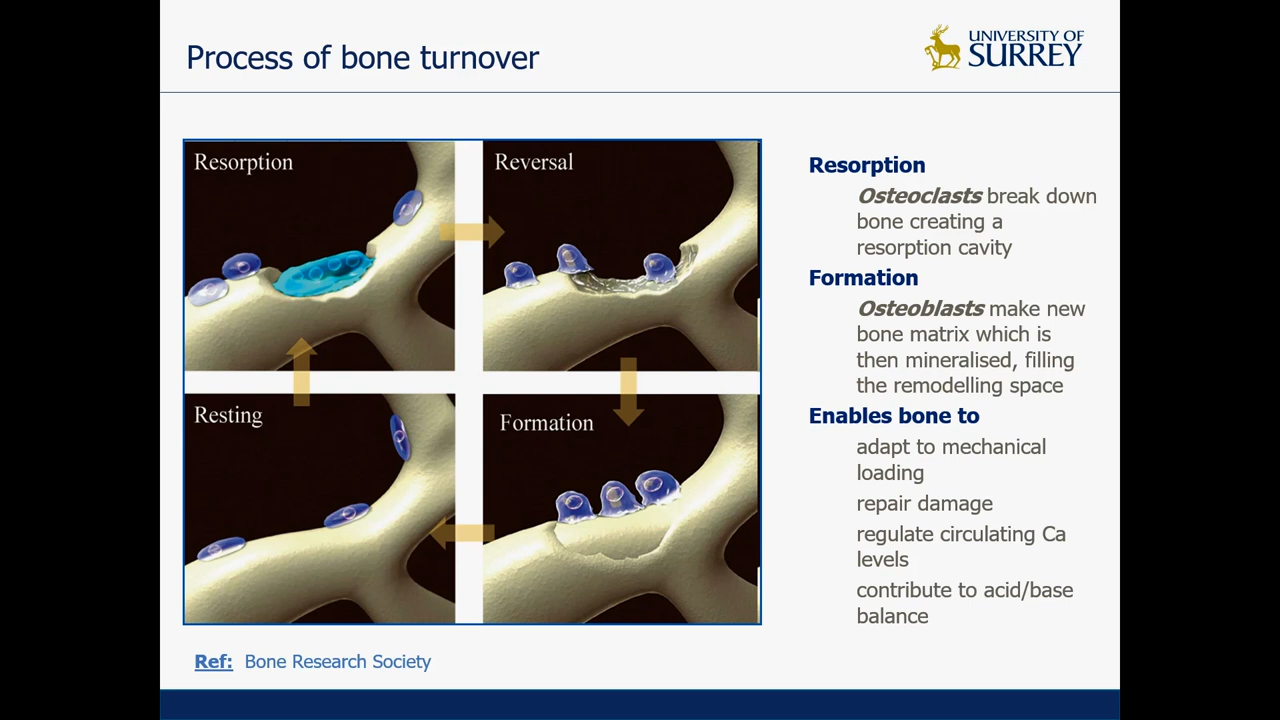 Process of bone turnover
UNIVERSITY OF
SURREY
Resorption
Reversal
Resting
Formation
Resorption
Osteoclasts break down
bone creating a
resorption cavity
Formation
Osteoblasts make new
bone matrix which is
then mineralised, filling
the remodelling space
Enables bone to
adapt to mechanical
loading
repair damage
regulate circulating Ca
levels
contribute to acid/base
balance
Ref: Bone Research Society